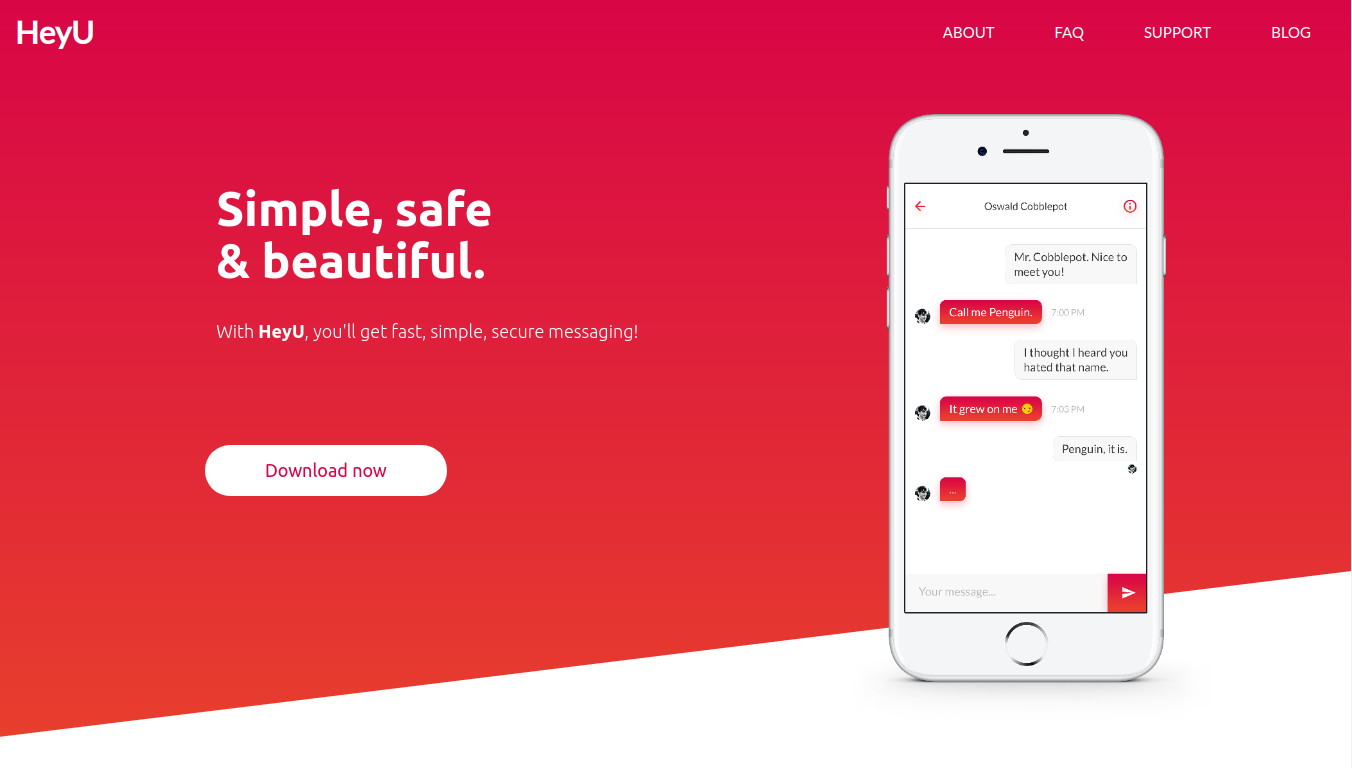 HeyU
ABOUT FAQ SUPPORT BLOG
Simple, safe
& beautiful.
With HeyU, you'll get fast, simple, secure messaging!
Download now
Oswald Cobblepot
Mr. Cobblepot. Nice to
meet you!
Call me Penguin. 7:00 PM
I thought I heard you
hated that name.
It grew on me 😏 7:05 PM
Penguin, it is.
...
Your message...